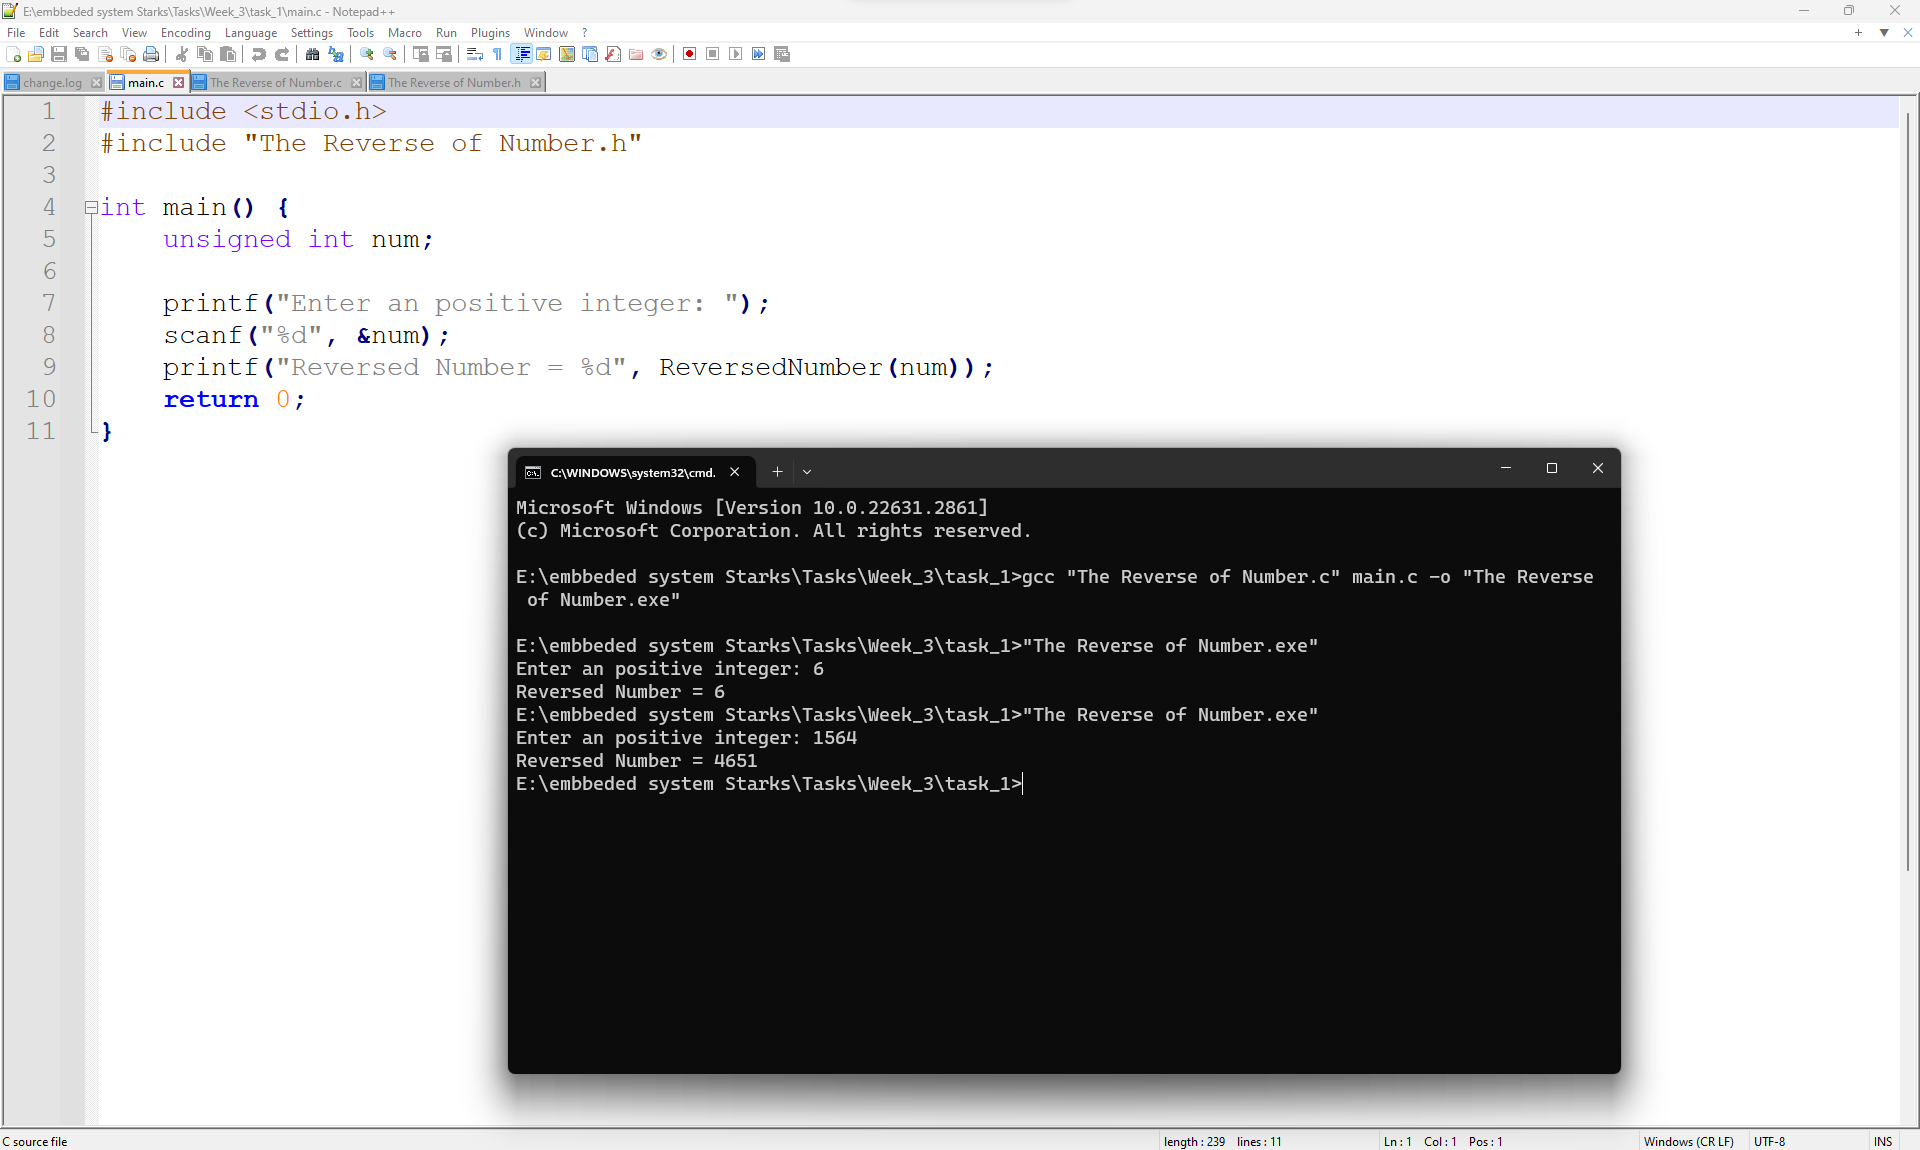 E:\embbeded system Starks\Tasks\Week_3\task_1\main.c - Notepad++
File Edit Search View Encoding Language Settings Tools Macro Run Plugins Window ?
change.log main.c The Reverse of Number.c The Reverse of Number.h
1 #include <stdio.h>
2 #include "The Reverse of Number.h"
3
4 int main() {
5 unsigned int num;
6
7 printf("Enter an positive integer: ");
8 scanf("%d", &num);
9 printf("Reversed Number = %d", ReversedNumber(num));
10 return 0;
11 }
C:\WINDOWS\system32\cmd.
Microsoft Windows [Version 10.0.22631.2861]
(c) Microsoft Corporation. All rights reserved.
E:\embbeded system Starks\Tasks\Week_3\task_1>gcc "The Reverse of Number.c" main.c -o "The Reverse
of Number.exe"
E:\embbeded system Starks\Tasks\Week_3\task_1>"The Reverse of Number.exe"
Enter an positive integer: 6
Reversed Number = 6
E:\embbeded system Starks\Tasks\Week_3\task_1>"The Reverse of Number.exe"
Enter an positive integer: 1564
Reversed Number = 4651
E:\embbeded system Starks\Tasks\Week_3\task_1>
C source file length : 239 lines : 11 Ln : 1 Col : 1 Pos : 1 Windows (CR LF) UTF-8 INS